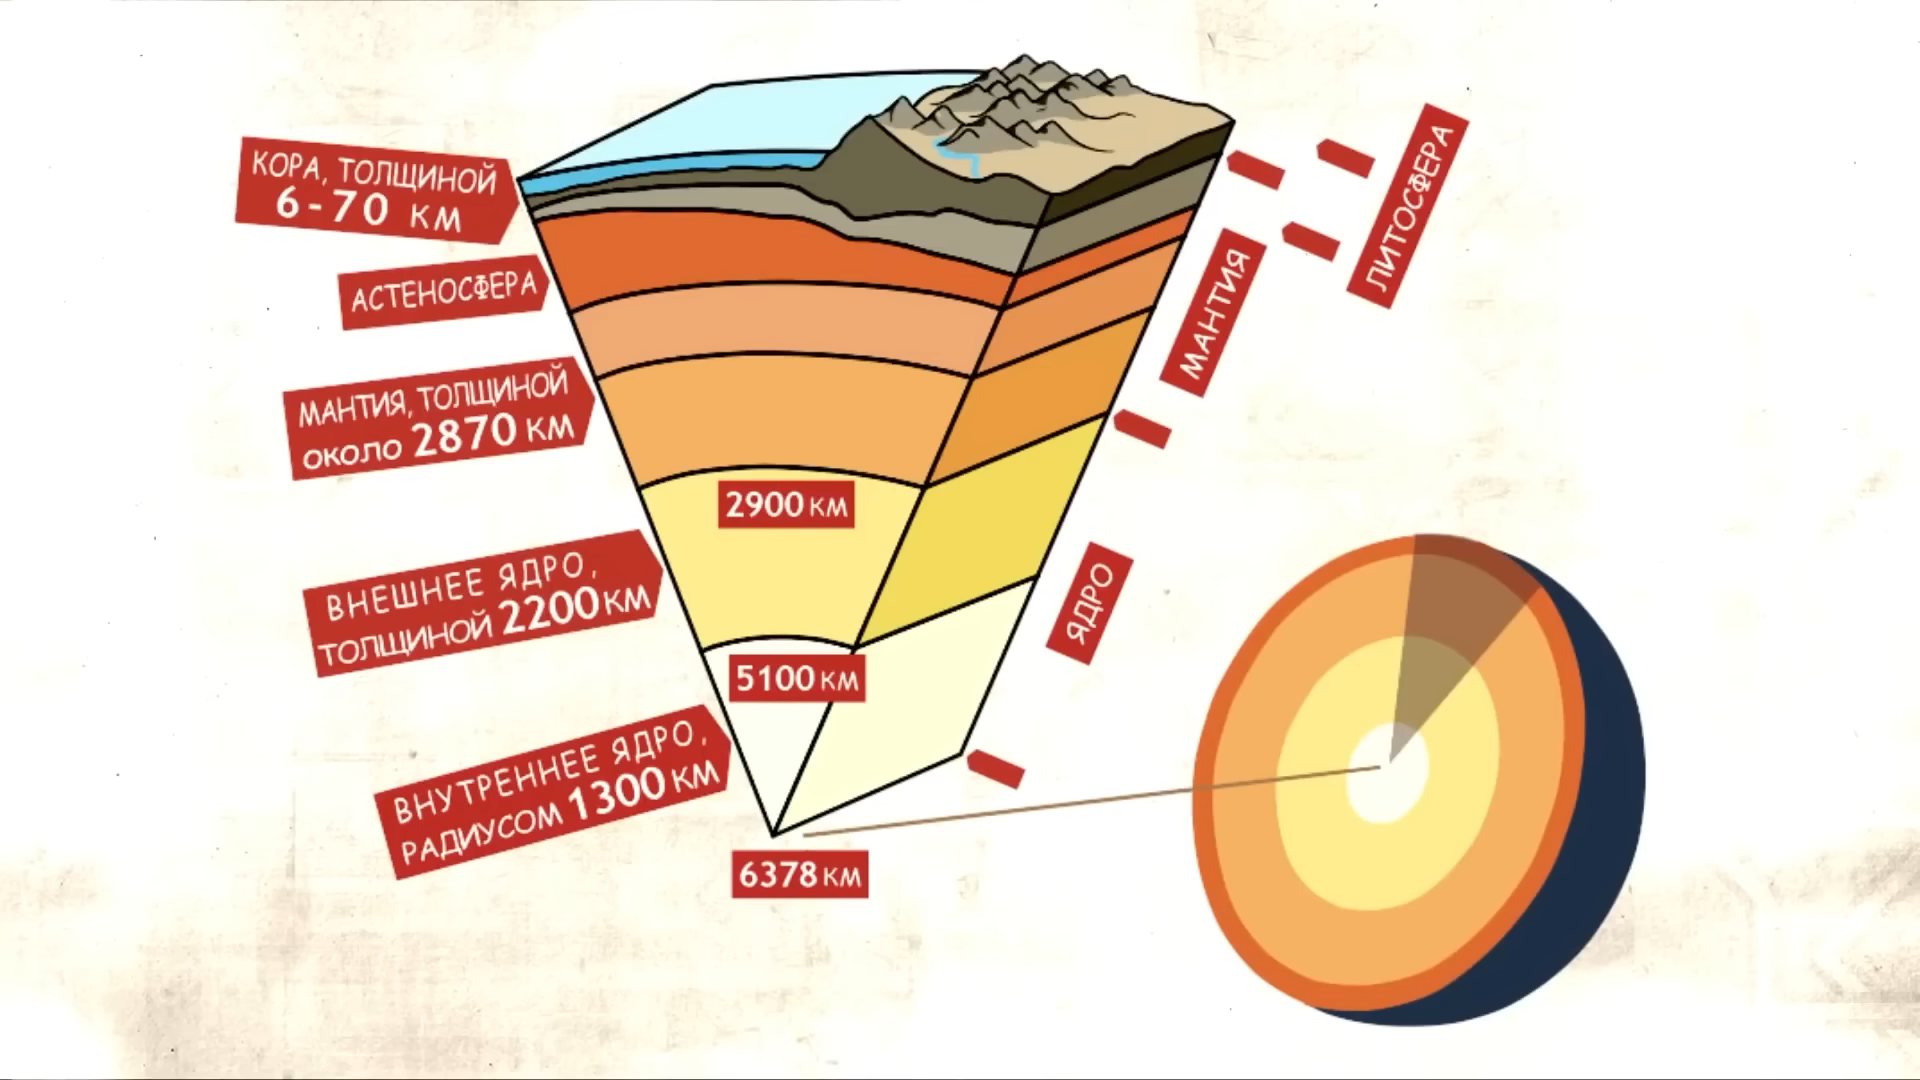 КОРА, ТОЛЩИНОЙ
6-70 КМ
АСТЕНОСФЕРА
МАНТИЯ, ТОЛЩИНОЙ
ОКОЛО 2870 КМ
ВНЕШНЕЕ ЯДРО,
ТОЛЩИНОЙ 2200 КМ
ВНУТРЕННЕЕ ЯДРО,
РАДИУСОМ 1300 КМ
2900 КМ
5100 КМ
6378 КМ
ЛИТОСФЕРА
МАНТИЯ
ЯДРО